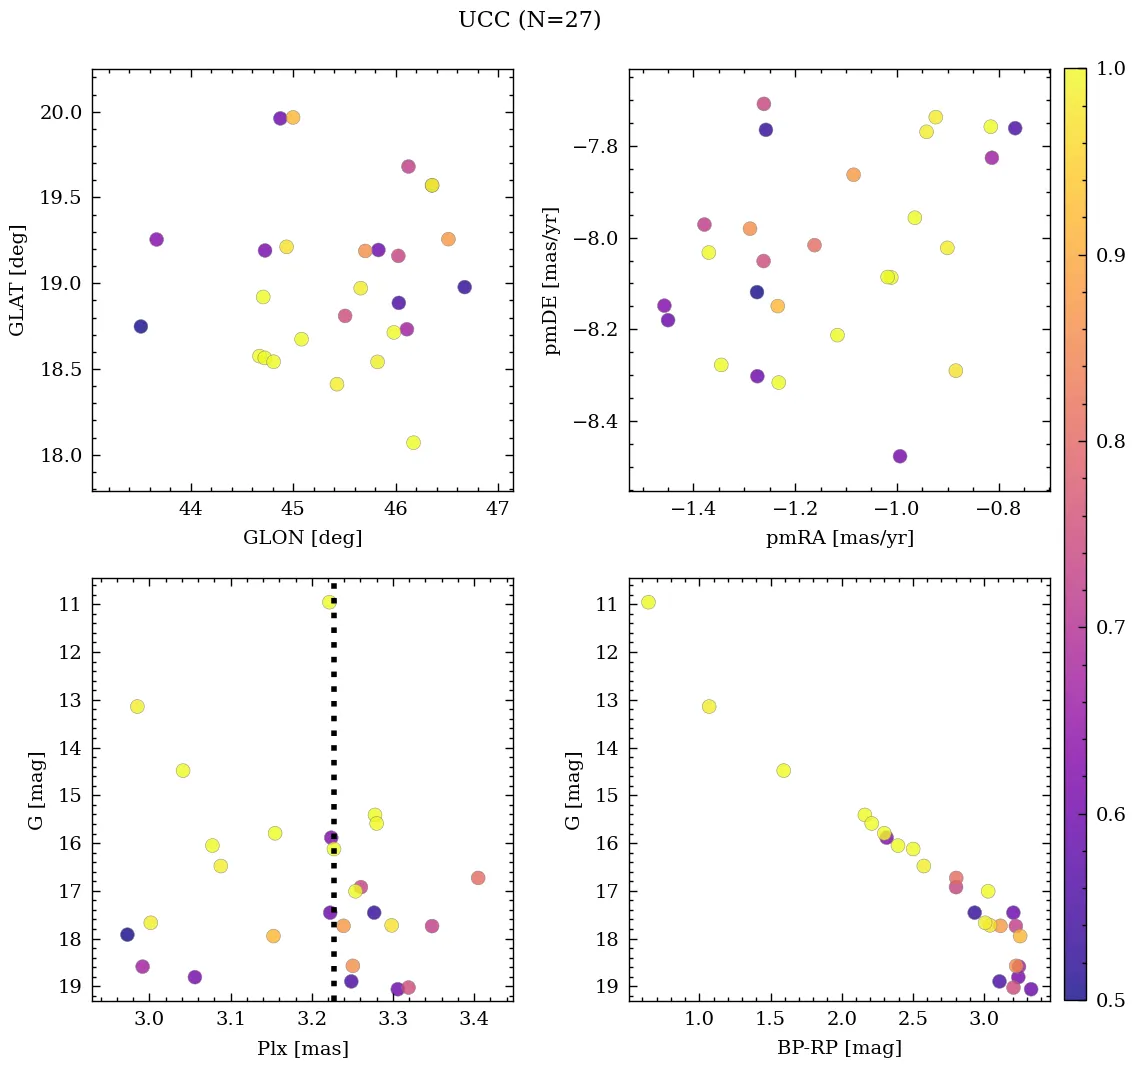 UCC (N=27)
20.0
19.5
19.0
18.5
18.0
GLAT [deg]
44 45 46 47
GLON [deg]
−7.8
−8.0
−8.2
−8.4
pmDE [mas/yr]
−1.4 −1.2 −1.0 −0.8
pmRA [mas/yr]
1.0
0.9
0.8
0.7
0.6
0.5
11
12
13
14
15
16
17
18
19
G [mag]
3.0 3.1 3.2 3.3 3.4
Plx [mas]
11
12
13
14
15
16
17
18
19
G [mag]
1.0 1.5 2.0 2.5 3.0
BP-RP [mag]